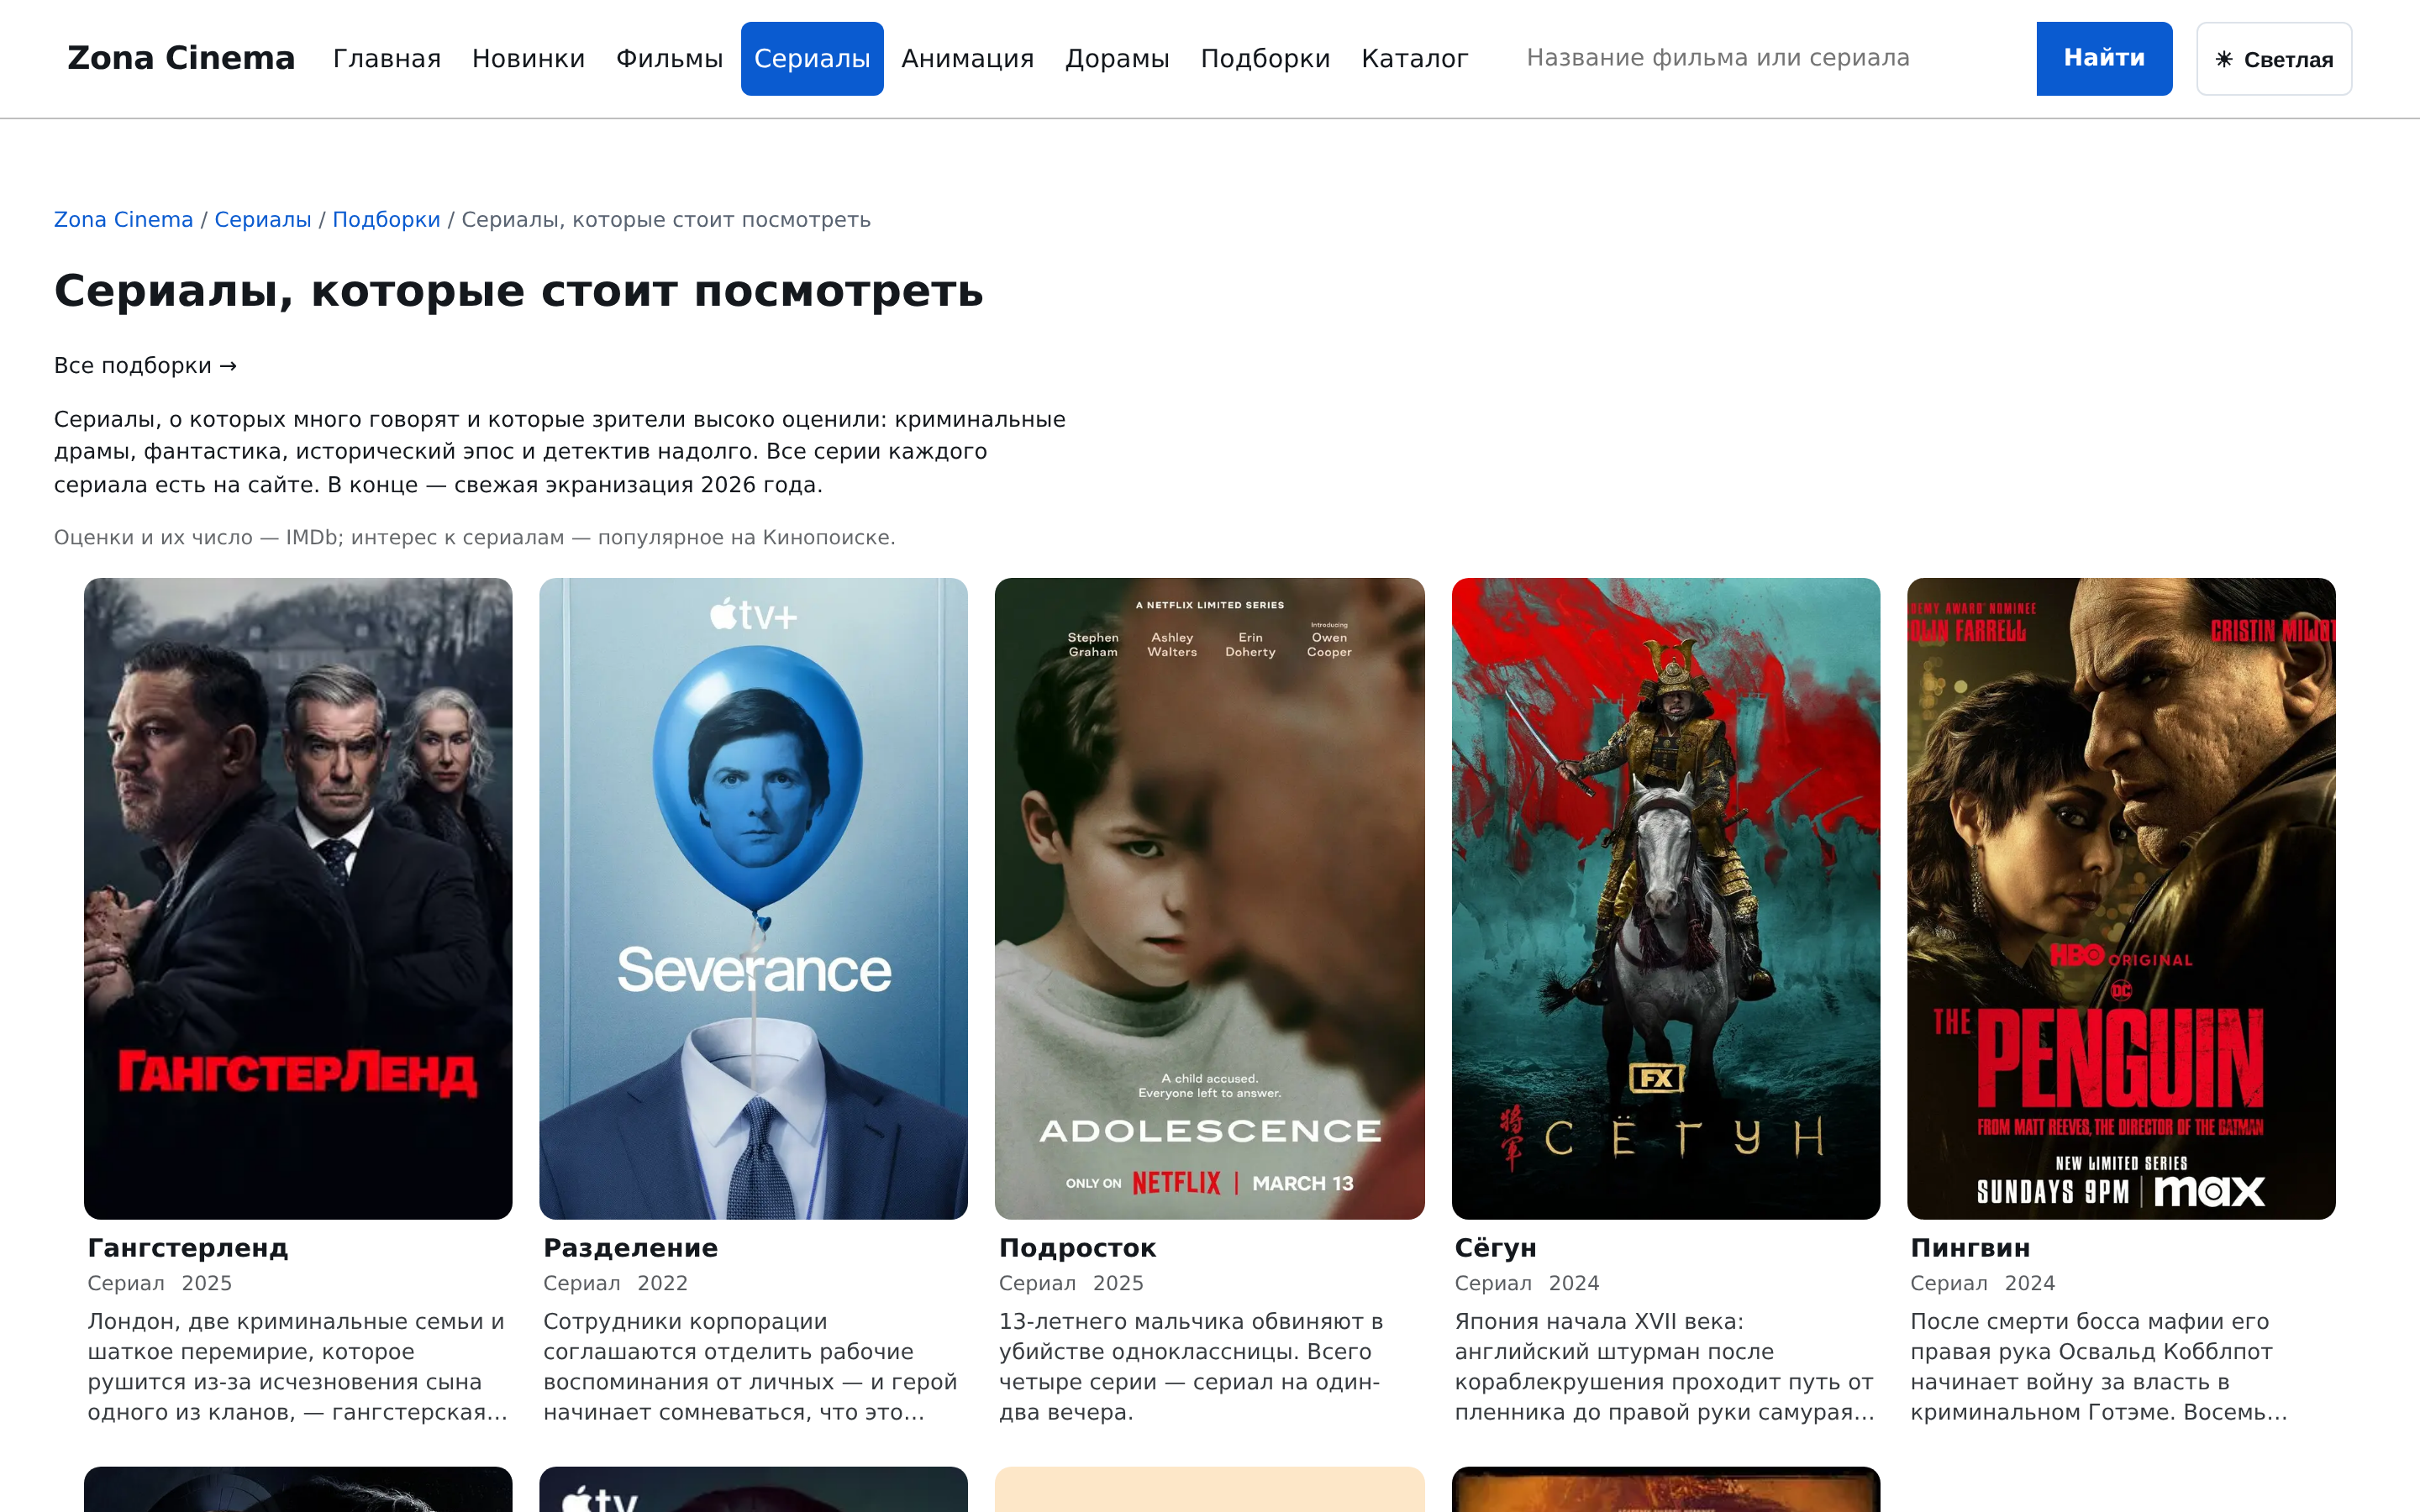 Zona Cinema Главная Новинки Фильмы Сериалы Анимация Дорамы Подборки Каталог Название фильма или сериала Найти ☀ Светлая
Zona Cinema / Сериалы / Подборки / Сериалы, которые стоит посмотреть
Сериалы, которые стоит посмотреть
Все подборки →
Сериалы, о которых много говорят и которые зрители высоко оценили: криминальные
драмы, фантастика, исторический эпос и детектив надолго. Все серии каждого
сериала есть на сайте. В конце — свежая экранизация 2026 года.
Оценки и их число — IMDb; интерес к сериалам — популярное на Кинопоиске.
ГАНГСТЕРЛЕНД
tv+
Severance
A NETFLIX LIMITED SERIES
Introducing
Stephen Ashley Erin Owen
Graham Walters Doherty Cooper
A child accused.
Everyone left to answer.
ADOLESCENCE
ONLY ON NETFLIX | MARCH 13
FX
将軍
СЁГУН
DEMY AWARD NOMINEE
OLIN FARRELL CRISTIN MILIOT
HBO ORIGINAL
DC
THE PENGUIN
FROM MATT REEVES, THE DIRECTOR OF THE BATMAN
NEW LIMITED SERIES
SUNDAYS 9PM | max
Гангстерленд
Сериал 2025
Лондон, две криминальные семьи и
шаткое перемирие, которое
рушится из-за исчезновения сына
одного из кланов, — гангстерская…
Разделение
Сериал 2022
Сотрудники корпорации
соглашаются отделить рабочие
воспоминания от личных — и герой
начинает сомневаться, что это…
Подросток
Сериал 2025
13-летнего мальчика обвиняют в
убийстве одноклассницы. Всего
четыре серии — сериал на один-
два вечера.
Сёгун
Сериал 2024
Япония начала XVII века:
английский штурман после
кораблекрушения проходит путь от
пленника до правой руки самурая…
Пингвин
Сериал 2024
После смерти босса мафии его
правая рука Освальд Кобблпот
начинает войну за власть в
криминальном Готэме. Восемь…
tv